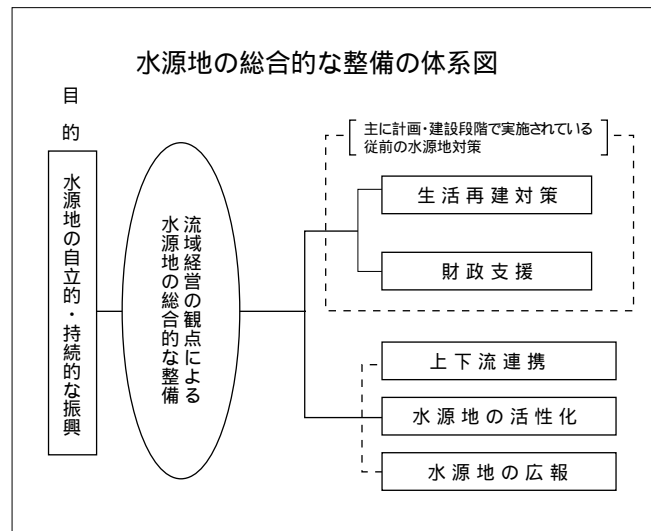 水源地の総合的な整備の体系図
目的
水源地の自立的・持続的な振興
流域経営の観点による
水源地の総合的な整備
主に計画・建設段階で実施されている
従前の水源地対策
生活再建対策
財政支援
上下流連携
水源地の活性化
水源地の広報